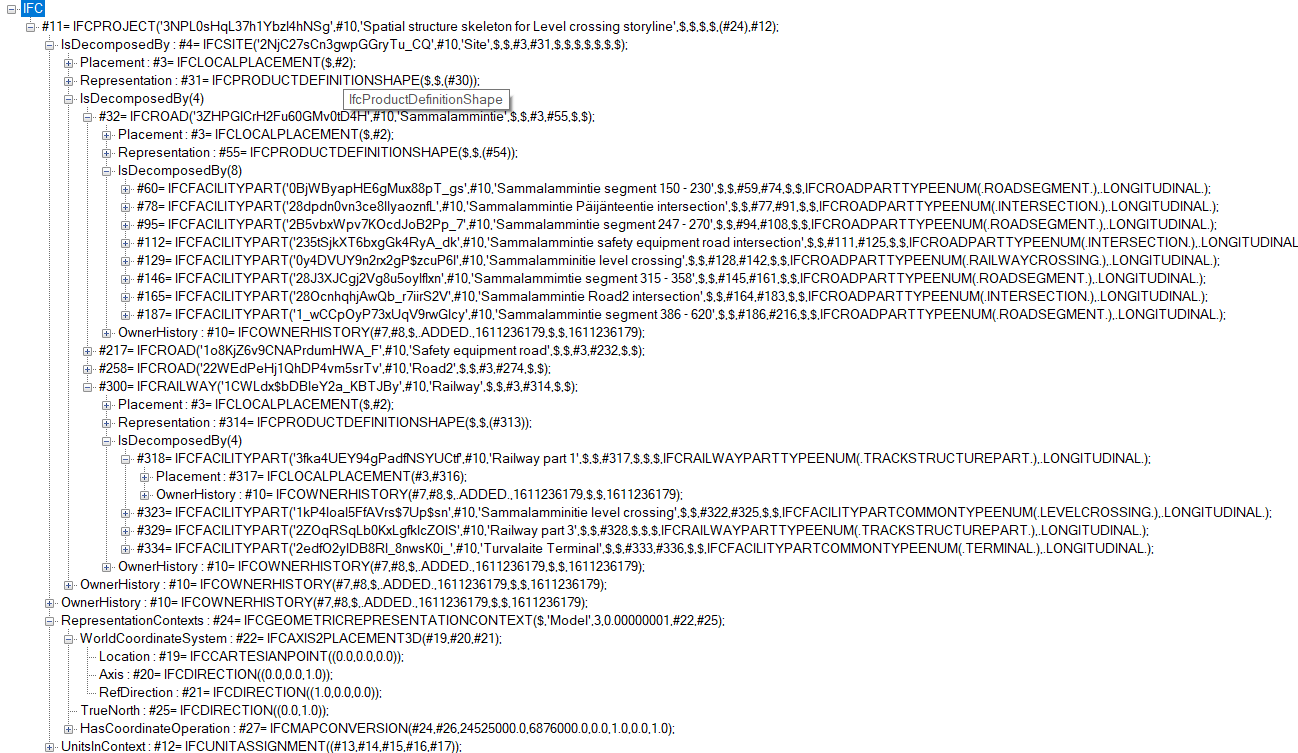 IFC
#11= IFCPROJECT('3NPL0sHqL37h1Ybzl4hNSg',#10,'Spatial structure skeleton for Level crossing storyline',$,$,$,$,(#24),#12);
IsDecomposedBy : #4= IFCSITE('2NjC27sCn3gwpGGryTu_CQ',#10,'Site',$,$,#3,#31,$,$,$,$,$,$,$);
Placement : #3= IFCLOCALPLACEMENT($,#2);
Representation : #31= IFCPRODUCTDEFINITIONSHAPE($,$,(#30));
IsDecomposedBy(4)
IfcProductDefinitionShape
#32= IFCROAD('3ZHPGICrH2Fu60GMv0tD4H',#10,'Sammalammintie',$,$,#3,#55,$,$);
Placement : #3= IFCLOCALPLACEMENT($,#2);
Representation : #55= IFCPRODUCTDEFINITIONSHAPE($,$,(#54));
IsDecomposedBy(8)
#60= IFCFACILITYPART('0BjWByapHE6gMux88pT_gs',#10,'Sammalammintie segment 150 - 230',$,$,#59,#74,$,$,IFCROADPARTTYPEENUM(.ROADSEGMENT.),.LONGITUDINAL.);
#78= IFCFACILITYPART('28dpdn0vn3ce8IlyaoznfL',#10,'Sammalammintie Päijänteentie intersection',$,$,#77,#91,$,$,IFCROADPARTTYPEENUM(.INTERSECTION.),.LONGITUDINAL.);
#95= IFCFACILITYPART('2B5vbxWpv7KOcdJoB2Pp_7',#10,'Sammalammintie segment 247 - 270',$,$,#94,#108,$,$,IFCROADPARTTYPEENUM(.ROADSEGMENT.),.LONGITUDINAL.);
#112= IFCFACILITYPART('235tSjkXT6bxgGk4RyA_dk',#10,'Sammalammintie safety equipment road intersection',$,$,#111,#125,$,$,IFCROADPARTTYPEENUM(.INTERSECTION.),.LONGITUDINAL
#129= IFCFACILITYPART('0y4DVUY9n2rx2gP$zcuP6l',#10,'Sammalamminitie level crossing',$,$,#128,#142,$,$,IFCROADPARTTYPEENUM(.RAILWAYCROSSING.),.LONGITUDINAL.);
#146= IFCFACILITYPART('28J3XJCgj2Vg8u5oylflxn',#10,'Sammalammimtie segment 315 - 358',$,$,#145,#161,$,$,IFCROADPARTTYPEENUM(.ROADSEGMENT.),.LONGITUDINAL.);
#165= IFCFACILITYPART('28OcnhqhjAwQb_r7iirS2V',#10,'Sammalammintie Road2 intersection',$,$,#164,#183,$,$,IFCROADPARTTYPEENUM(.INTERSECTION.),.LONGITUDINAL.);
#187= IFCFACILITYPART('1_wCCpOyP73xUqV9rwGlcy',#10,'Sammalammintie segment 386 - 620',$,$,#186,#216,$,$,IFCROADPARTTYPEENUM(.ROADSEGMENT.),.LONGITUDINAL.);
OwnerHistory : #10= IFCOWNERHISTORY(#7,#8,$,.ADDED.,1611236179,$,$,1611236179);
#217= IFCROAD('1o8KjZ6v9CNAPrdumHWA_F',#10,'Safety equipment road',$,$,#3,#232,$,$);
#258= IFCROAD('22WEdPeHj1QhDP4vm5srTv',#10,'Road2',$,$,#3,#274,$,$);
#300= IFCRAILWAY('1CWLdx$bDBIeY2a_KBTJBy',#10,'Railway',$,$,#3,#314,$,$);
Placement : #3= IFCLOCALPLACEMENT($,#2);
Representation : #314= IFCPRODUCTDEFINITIONSHAPE($,$,(#313));
IsDecomposedBy(4)
#318= IFCFACILITYPART('3fka4UEY94gPadfNSYUCtf',#10,'Railway part 1',$,$,#317,$,$,$,IFCRAILWAYPARTTYPEENUM(.TRACKSTRUCTUREPART.),.LONGITUDINAL.);
Placement : #317= IFCLOCALPLACEMENT(#3,#316);
OwnerHistory : #10= IFCOWNERHISTORY(#7,#8,$,.ADDED.,1611236179,$,$,1611236179);
#323= IFCFACILITYPART('1kP4loal5FfAVrs$7Up$sn',#10,'Sammalamminitie level crossing',$,$,#322,#325,$,$,IFCFACILITYPARTCOMMONTYPEENUM(.LEVELCROSSING.),.LONGITUDINAL.);
#329= IFCFACILITYPART('2ZOqRSqLb0KxLgfkIcZOlS',#10,'Railway part 3',$,$,#328,$,$,$,IFCRAILWAYPARTTYPEENUM(.TRACKSTRUCTUREPART.),.LONGITUDINAL.);
#334= IFCFACILITYPART('2edfO2yIDB8Rl_8nwsK0i_',#10,'Turvalaite Terminal',$,$,#333,#336,$,$,IFCFACILITYPARTCOMMONTYPEENUM(.TERMINAL.),.LONGITUDINAL.);
OwnerHistory : #10= IFCOWNERHISTORY(#7,#8,$,.ADDED.,1611236179,$,$,1611236179);
OwnerHistory : #10= IFCOWNERHISTORY(#7,#8,$,.ADDED.,1611236179,$,$,1611236179);
OwnerHistory : #10= IFCOWNERHISTORY(#7,#8,$,.ADDED.,1611236179,$,$,1611236179);
RepresentationContexts : #24= IFCGEOMETRICREPRESENTATIONCONTEXT($,'Model',3,0.00000001,#22,#25);
WorldCoordinateSystem : #22= IFCAXIS2PLACEMENT3D(#19,#20,#21);
Location : #19= IFCCARTESIANPOINT((0.0,0.0,0.0));
Axis : #20= IFCDIRECTION((0.0,0.0,1.0));
RefDirection : #21= IFCDIRECTION((1.0,0.0,0.0));
TrueNorth : #25= IFCDIRECTION((0.0,1.0));
HasCoordinateOperation : #27= IFCMAPCONVERSION(#24,#26,24525000.0,6876000.0,0.0,1.0,0.0,1.0);
UnitsInContext : #12= IFCUNITASSIGNMENT((#13,#14,#15,#16,#17));